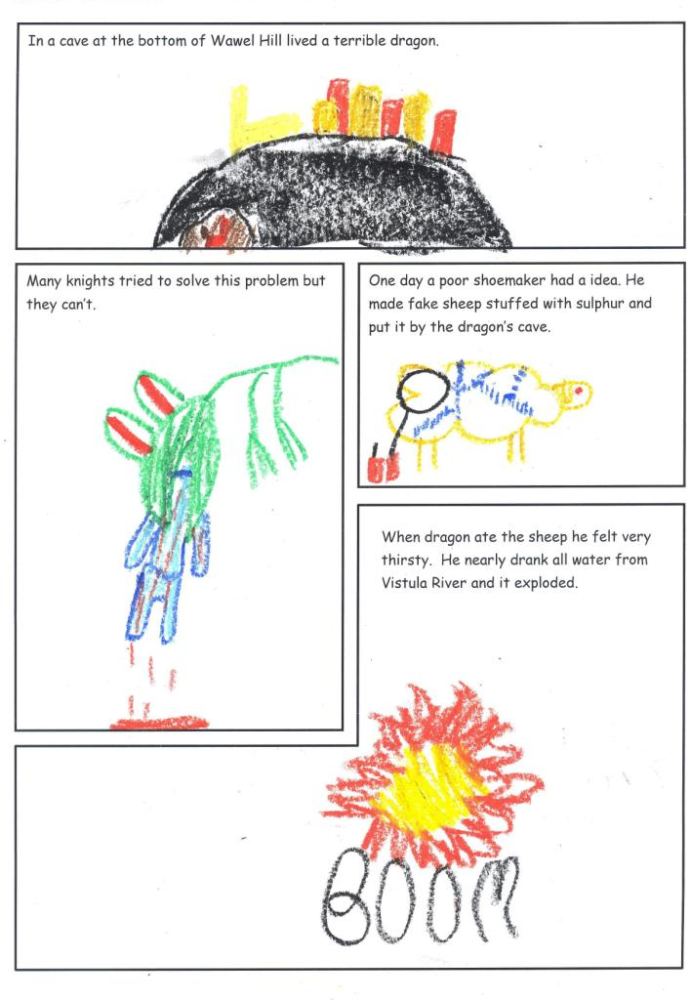 In a cave at the bottom of Wawel Hill lived a terrible dragon.
Many knights tried to solve this problem but
they can't.
One day a poor shoemaker had a idea. He
made fake sheep stuffed with sulphur and
put it by the dragon's cave.
When dragon ate the sheep he felt very
thirsty. He nearly drank all water from
Vistula River and it exploded.
BOOM